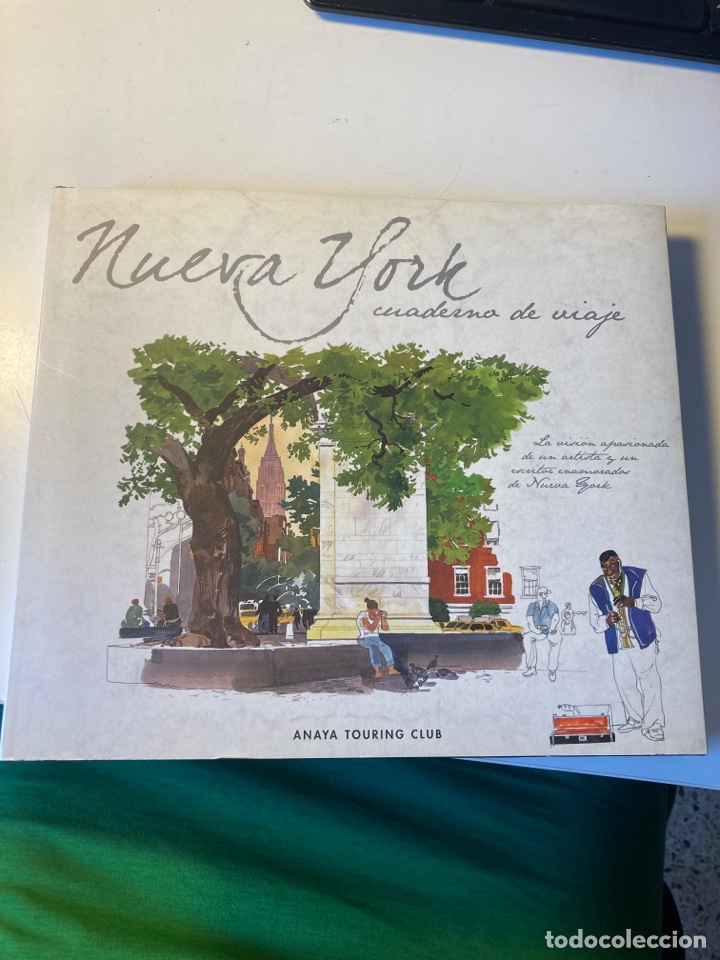 Nueva York
cuaderno de viaje
La visión apasionada
de un artista y un
escritor enamorados
de Nueva York
ANAYA TOURING CLUB
todocoleccion